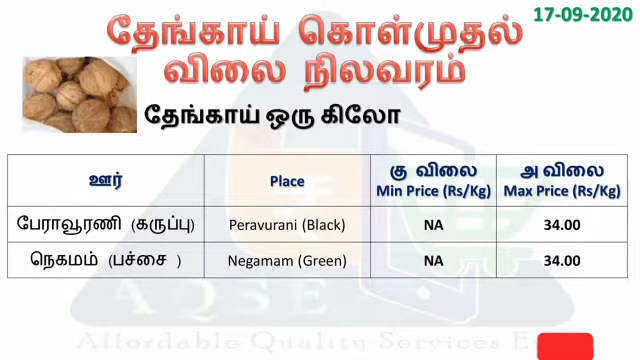 17-09-2020
தேங்காய் கொள்முதல்
விலை நிலவரம்
தேங்காய் ஒரு கிலோ
ஊர் Place கு விலை Min Price (Rs/Kg) அ விலை Max Price (Rs/Kg)
பேராவூரணி (கருப்பு) Peravurani (Black) NA 34.00
நெகமம் (பச்சை ) Negamam (Green) NA 34.00
AQSE
Affordable Quality Services E